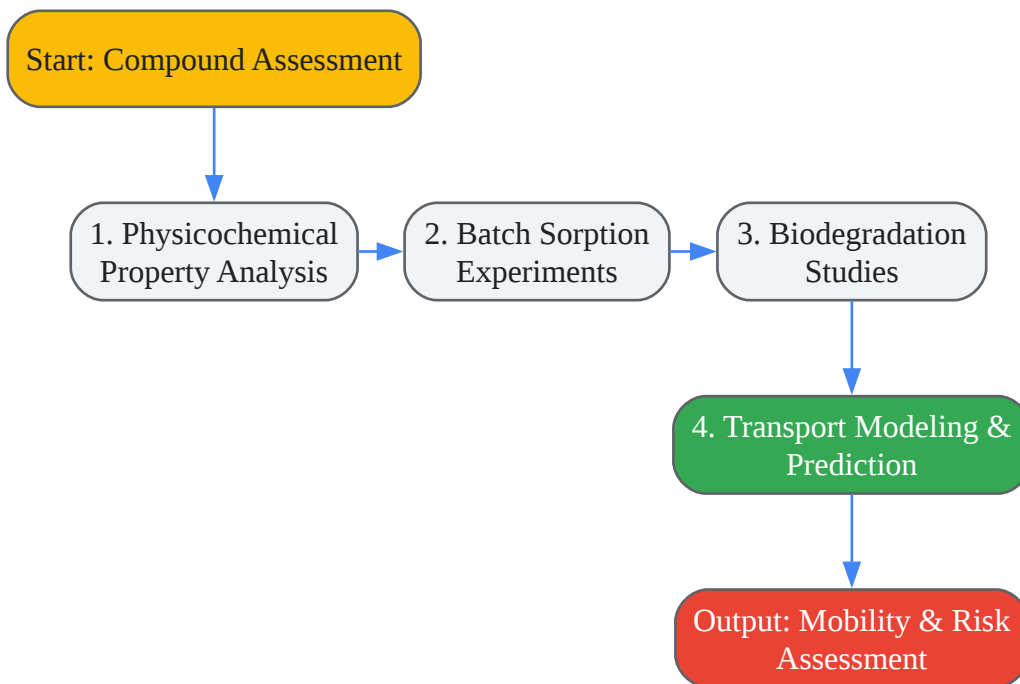 Start: Compound Assessment
1. Physicochemical
Property Analysis
2. Batch Sorption
Experiments
3. Biodegradation
Studies
4. Transport Modeling &
Prediction
Output: Mobility & Risk
Assessment